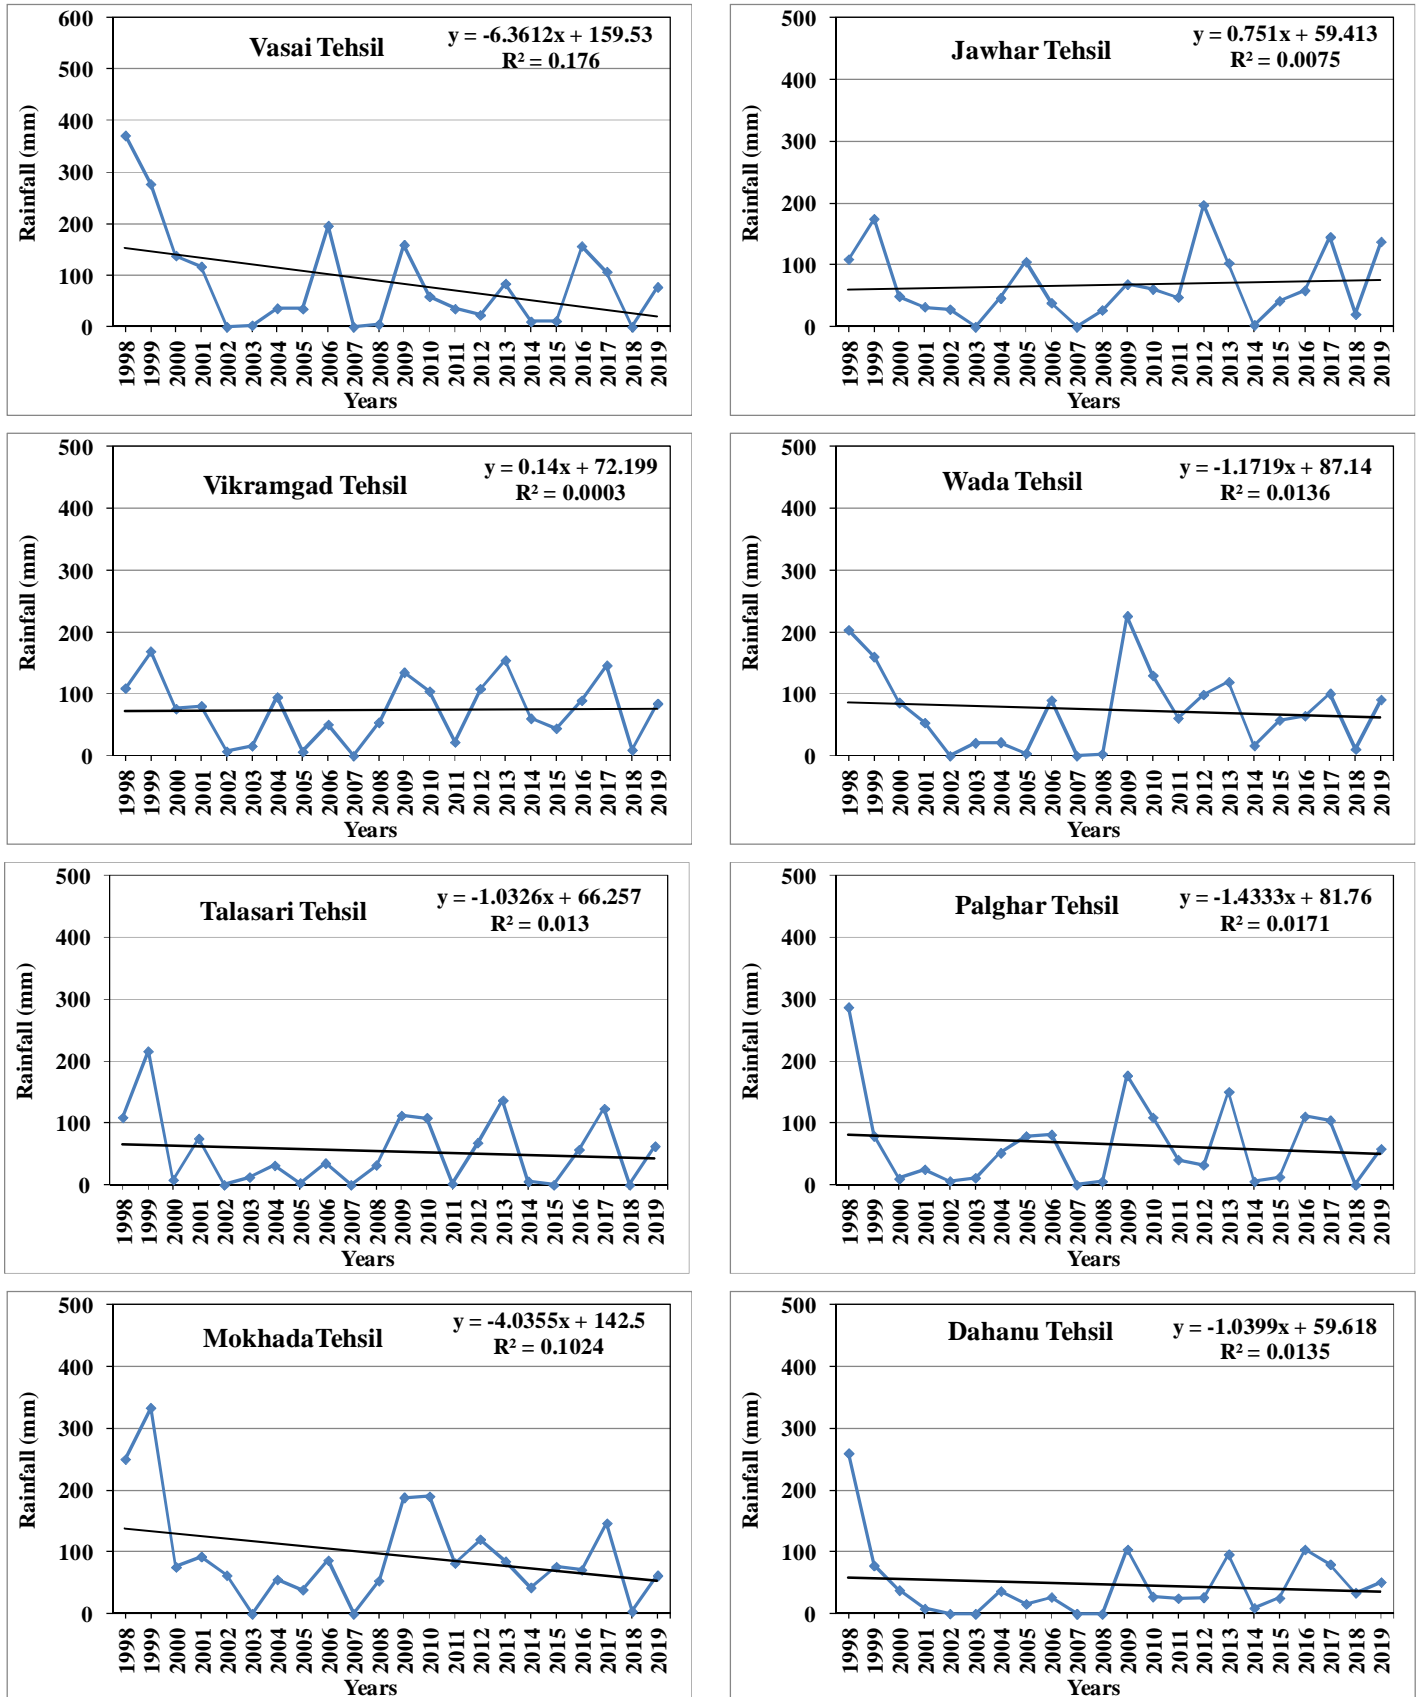 Vasai Tehsil
y = -6.3612x + 159.53
R² = 0.176
Rainfall (mm)
600
500
400
300
200
100
0
1998 1999 2000 2001 2002 2003 2004 2005 2006 2007 2008 2009 2010 2011 2012 2013 2014 2015 2016 2017 2018 2019
Years
Jawhar Tehsil
y = 0.751x + 59.413
R² = 0.0075
Rainfall (mm)
500
400
300
200
100
0
1998 1999 2000 2001 2002 2003 2004 2005 2006 2007 2008 2009 2010 2011 2012 2013 2014 2015 2016 2017 2018 2019
Years
Vikramgad Tehsil
y = 0.14x + 72.199
R² = 0.0003
Rainfall (mm)
500
400
300
200
100
0
1998 1999 2000 2001 2002 2003 2004 2005 2006 2007 2008 2009 2010 2011 2012 2013 2014 2015 2016 2017 2018 2019
Years
Wada Tehsil
y = -1.1719x + 87.14
R² = 0.0136
Rainfall (mm)
500
400
300
200
100
0
1998 1999 2000 2001 2002 2003 2004 2005 2006 2007 2008 2009 2010 2011 2012 2013 2014 2015 2016 2017 2018 2019
Years
Talasari Tehsil
y = -1.0326x + 66.257
R² = 0.013
Rainfall (mm)
500
400
300
200
100
0
1998 1999 2000 2001 2002 2003 2004 2005 2006 2007 2008 2009 2010 2011 2012 2013 2014 2015 2016 2017 2018 2019
Years
Palghar Tehsil
y = -1.4333x + 81.76
R² = 0.0171
Rainfall (mm)
500
400
300
200
100
0
1998 1999 2000 2001 2002 2003 2004 2005 2006 2007 2008 2009 2010 2011 2012 2013 2014 2015 2016 2017 2018 2019
Years
MokhadaTehsil
y = -4.0355x + 142.5
R² = 0.1024
Rainfall (mm)
500
400
300
200
100
0
1998 1999 2000 2001 2002 2003 2004 2005 2006 2007 2008 2009 2010 2011 2012 2013 2014 2015 2016 2017 2018 2019
Years
Dahanu Tehsil
y = -1.0399x + 59.618
R² = 0.0135
Rainfall (mm)
500
400
300
200
100
0
1998 1999 2000 2001 2002 2003 2004 2005 2006 2007 2008 2009 2010 2011 2012 2013 2014 2015 2016 2017 2018 2019
Years